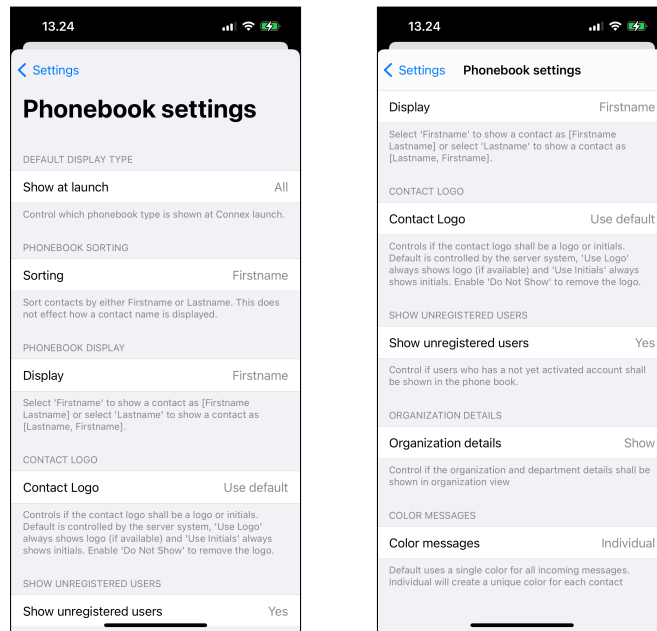 13.24
Settings
Phonebook settings
DEFAULT DISPLAY TYPE
Show at launch All
Control which phonebook type is shown at Connex launch.
PHONEBOOK SORTING
Sorting Firstname
Sort contacts by either Firstname or Lastname. This does
not effect how a contact name is displayed.
PHONEBOOK DISPLAY
Display Firstname
Select 'Firstname' to show a contact as [Firstname
Lastname] or select 'Lastname' to show a contact as
[Lastname, Firstname].
CONTACT LOGO
Contact Logo Use default
Controls if the contact logo shall be a logo or initials.
Default is controlled by the server system, 'Use Logo'
always shows logo (if available) and 'Use Initials' always
shows initials. Enable 'Do Not Show' to remove the logo.
SHOW UNREGISTERED USERS
Show unregistered users Yes
13.24
Settings Phonebook settings
Display Firstname
Select 'Firstname' to show a contact as [Firstname
Lastname] or select 'Lastname' to show a contact as
[Lastname, Firstname].
CONTACT LOGO
Contact Logo Use default
Controls if the contact logo shall be a logo or initials.
Default is controlled by the server system, 'Use Logo'
always shows logo (if available) and 'Use Initials' always
shows initials. Enable 'Do Not Show' to remove the logo.
SHOW UNREGISTERED USERS
Show unregistered users Yes
Control if users who has a not yet activated account shall
be shown in the phone book.
ORGANIZATION DETAILS
Organization details Show
Control if the organization and department details shall be
shown in organization view
COLOR MESSAGES
Color messages Individual
Default uses a single color for all incoming messages.
Individual will create a unique color for each contact